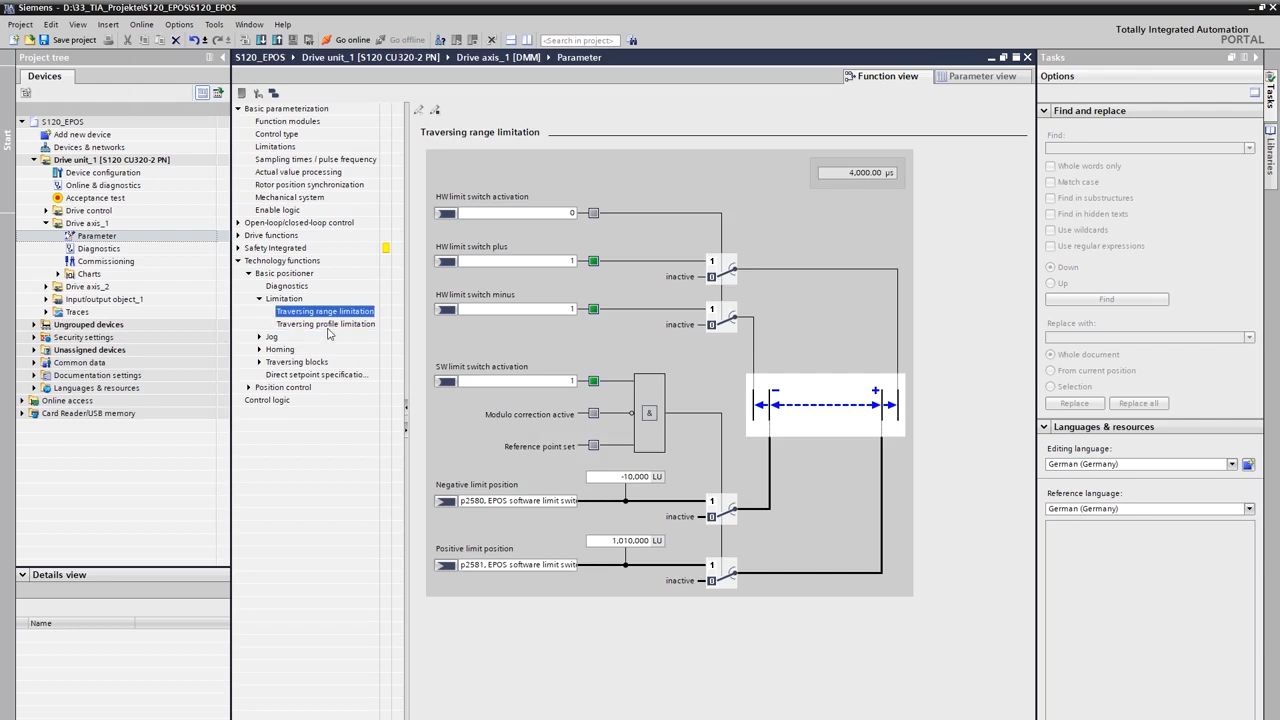 Siemens - D:\33_TIA_Projekte\S120_EPOS\S120_EPOS
Project Edit View Insert Online Options Tools Window Help
Totally Integrated Automation
PORTAL
Save project
Go online
Go offline
<Search in project>
Project tree
Devices
S120_EPOS
Add new device
Devices & networks
Drive unit_1 [S120 CU320-2 PN]
Device configuration
Online & diagnostics
Acceptance test
Drive control
Drive axis_1
Parameter
Diagnostics
Commissioning
Charts
Drive axis_2
Input/output object_1
Traces
Ungrouped devices
Security settings
Unassigned devices
Common data
Documentation settings
Languages & resources
Online access
Card Reader/USB memory
Details view
Name
Start
S120_EPOS
Drive unit_1 [S120 CU320-2 PN]
Drive axis_1 [DMM]
Parameter
Function view
Parameter view
Basic parameterization
Function modules
Control type
Limitations
Sampling times / pulse frequency
Actual value processing
Rotor position synchronization
Mechanical system
Enable logic
Open-loop/closed-loop control
Drive functions
Safety Integrated
Technology functions
Basic positioner
Diagnostics
Limitation
Traversing range limitation
Traversing profile limitation
Jog
Homing
Traversing blocks
Direct setpoint specificatio...
Position control
Control logic
Traversing range limitation
4,000.00 µs
HW limit switch activation
0
HW limit switch plus
1
1
inactive 0
HW limit switch minus
1
1
inactive 0
SW limit switch activation
1
Modulo correction active
&
Reference point set
- +
-10,000 LU
Negative limit position
p2580, EPOS software limit swit
1
inactive 0
1,010,000 LU
Positive limit position
p2581, EPOS software limit swit
1
inactive 0
Tasks
Options
Find and replace
Find:
Whole words only
Match case
Find in substructures
Find in hidden texts
Use wildcards
Use regular expressions
Down
Up
Find
Replace with:
Whole document
From current position
Selection
Replace
Replace all
Languages & resources
Editing language:
German (Germany)
Reference language:
German (Germany)
Tasks
Libraries